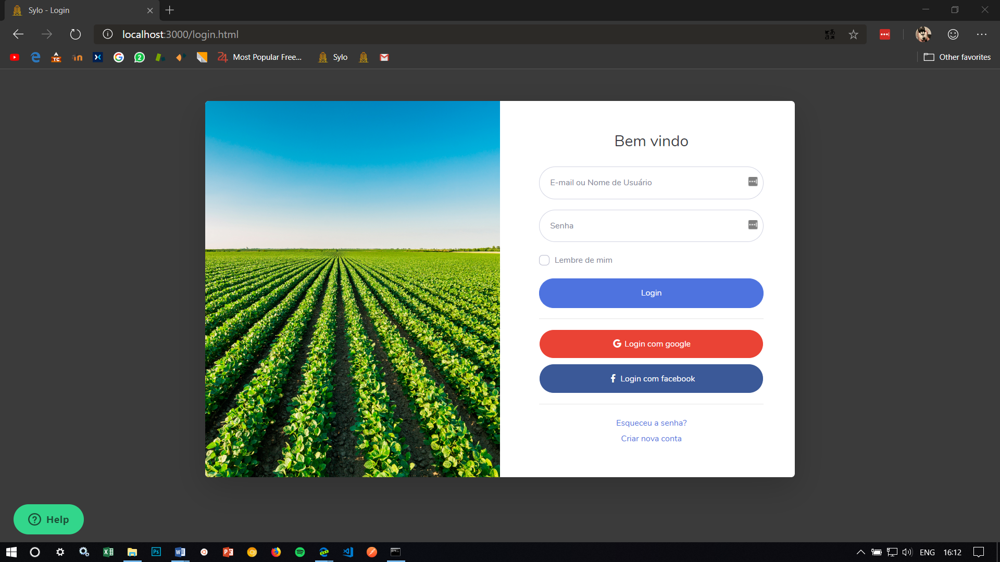 Sylo - Login
localhost:3000/login.html
Most Popular Free... Sylo Other favorites
Bem vindo
E-mail ou Nome de Usuário
Senha
Lembre de mim
Login
Login com google
Login com facebook
Esqueceu a senha?
Criar nova conta
Help
ENG 16:12